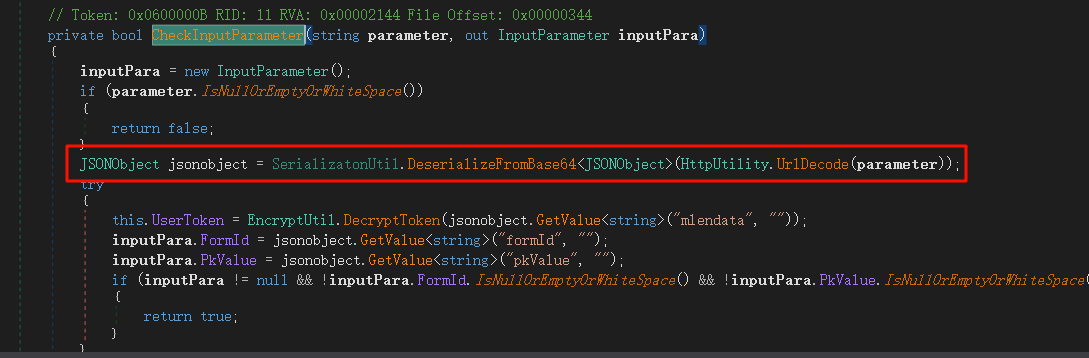 // Token: 0x0600000B RID: 11 RVA: 0x00002144 File Offset: 0x00000344
private bool CheckInputParameter(string parameter, out InputParameter inputPara)
{
inputPara = new InputParameter();
if (parameter.IsNullOrEmptyOrWhiteSpace())
{
return false;
}
JSONObject jsonobject = SerializatonUtil.DeserializeFromBase64<JSONObject>(HttpUtility.UrlDecode(parameter));
try
{
this.UserToken = EncryptUtil.DecryptToken(jsonobject.GetValue<string>("mlendata", ""));
inputPara.FormId = jsonobject.GetValue<string>("formId", "");
inputPara.PkValue = jsonobject.GetValue<string>("pkValue", "");
if (inputPara != null && !inputPara.FormId.IsNullOrEmptyOrWhiteSpace() && !inputPara.PkValue.IsNullOrEmptyOrWhiteSpace(
{
return true;
}
}